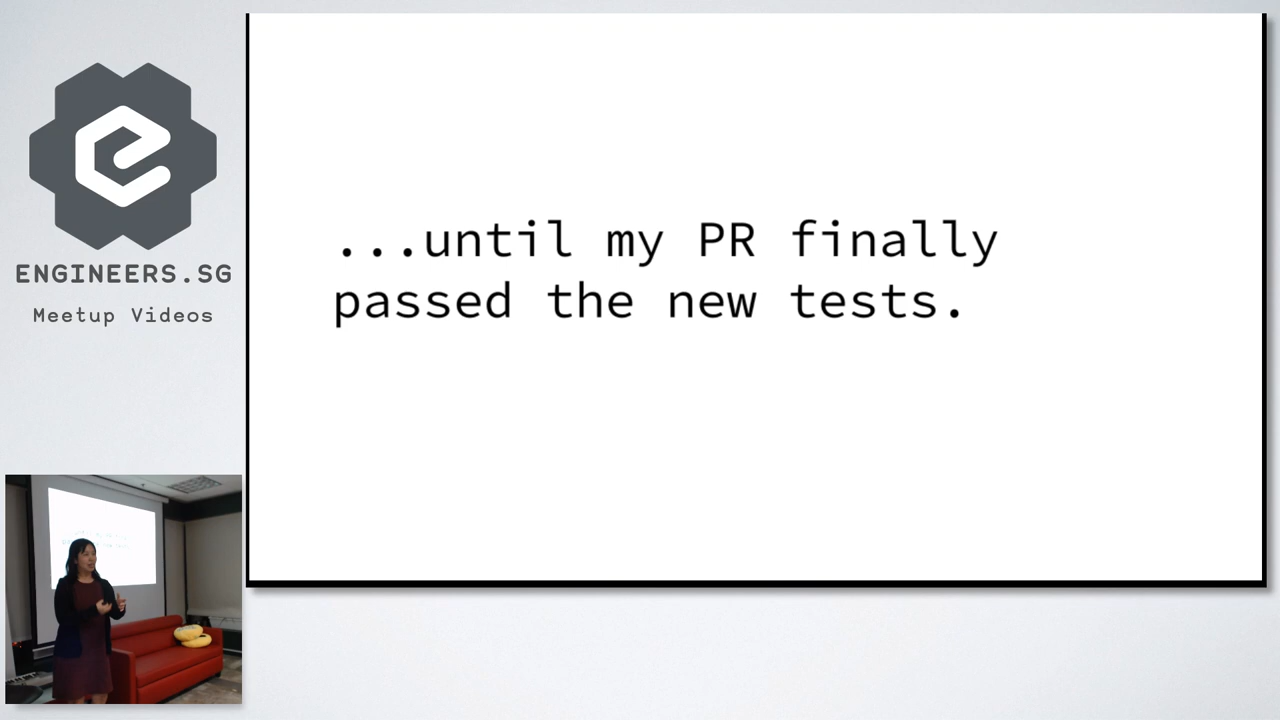 ENGINEERS.SG
Meetup Videos
...until my PR finally
passed the new tests.